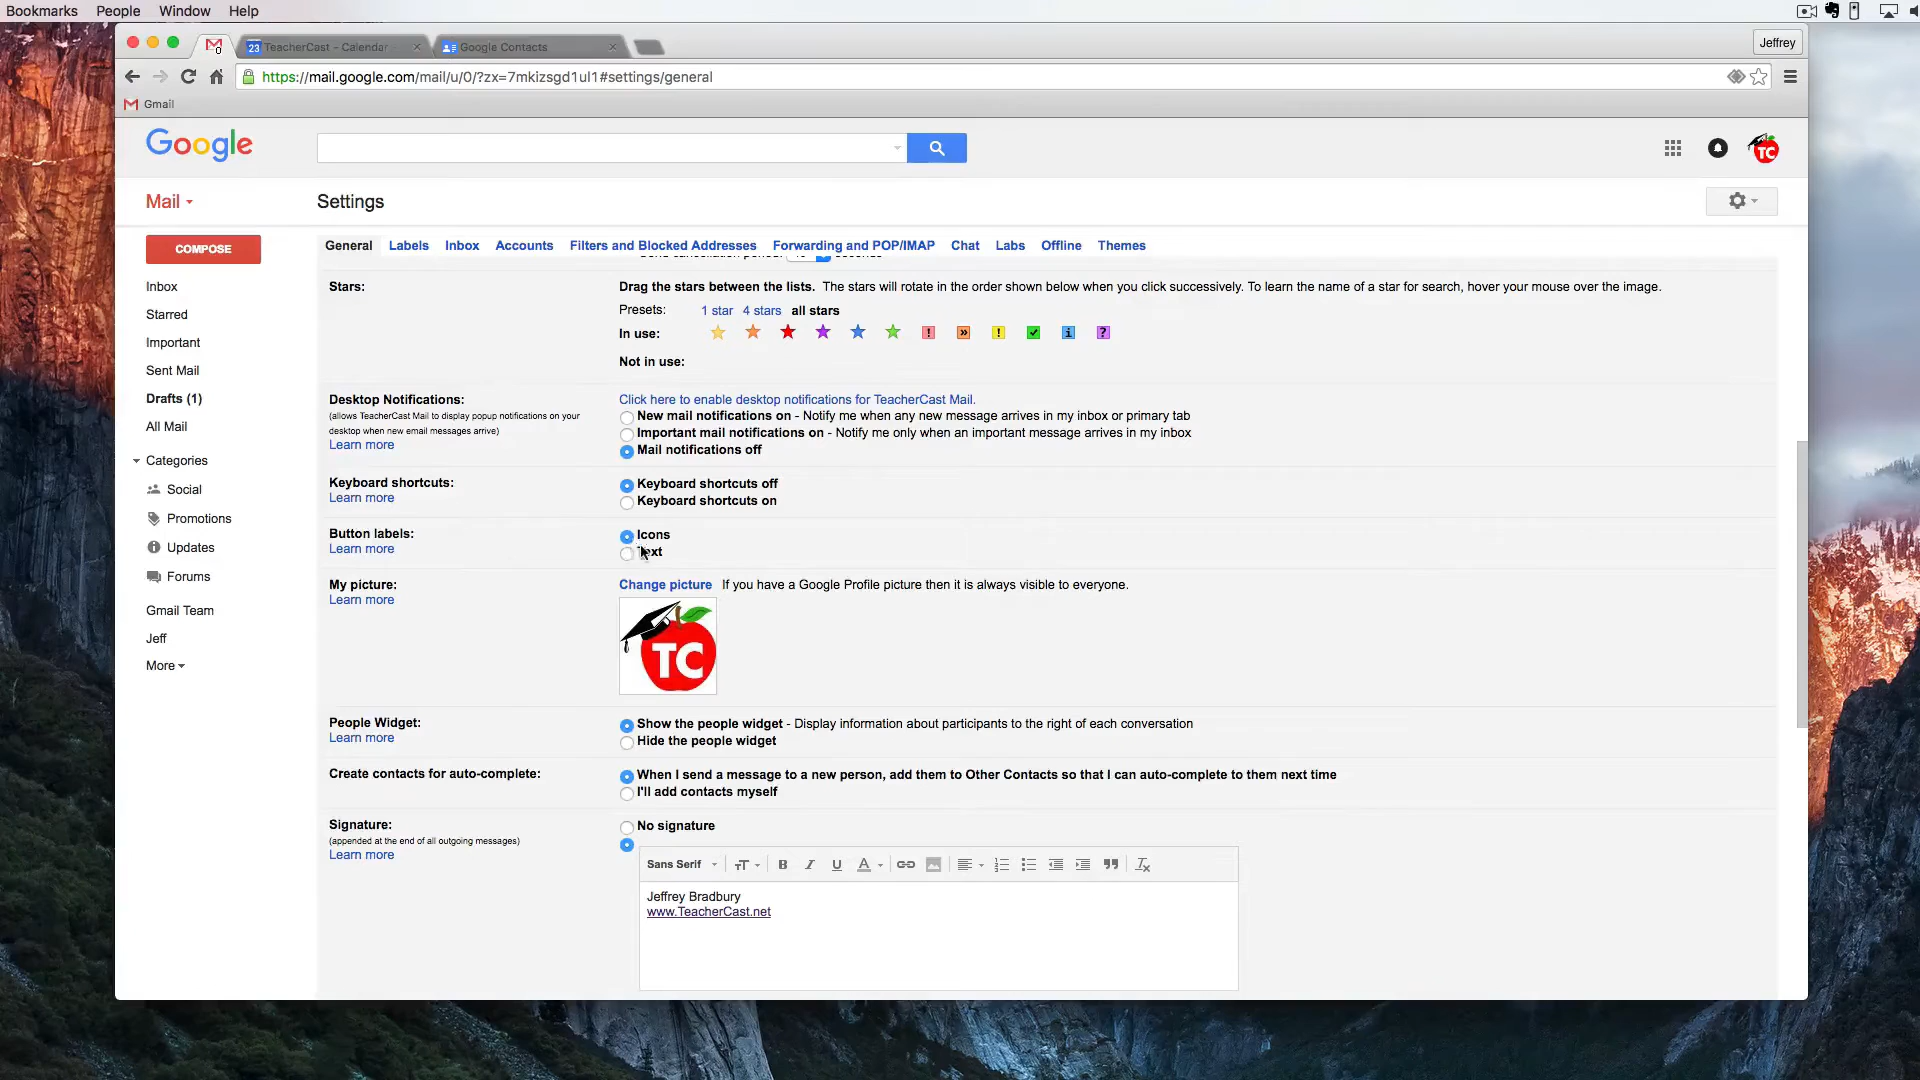 Bookmarks People Window Help
TeacherCast - Calendar
Google Contacts
Jeffrey
https://mail.google.com/mail/u/0/?zx=7mkizsgd1ul1#settings/general
Gmail
Google
TC
Mail
Settings
COMPOSE
General Labels Inbox Accounts Filters and Blocked Addresses Forwarding and POP/IMAP Chat Labs Offline Themes
Inbox
Starred
Important
Sent Mail
Drafts (1)
All Mail
Categories
Social
Promotions
Updates
Forums
Gmail Team
Jeff
More
Stars:
Drag the stars between the lists. The stars will rotate in the order shown below when you click successively. To learn the name of a star for search, hover your mouse over the image.
Presets: 1 star 4 stars all stars
In use: ! » ! i ?
Not in use:
Desktop Notifications:
(allows TeacherCast Mail to display popup notifications on your
desktop when new email messages arrive)
Learn more
Click here to enable desktop notifications for TeacherCast Mail.
New mail notifications on - Notify me when any new message arrives in my inbox or primary tab
Important mail notifications on - Notify me only when an important message arrives in my inbox
Mail notifications off
Keyboard shortcuts:
Learn more
Keyboard shortcuts off
Keyboard shortcuts on
Button labels:
Learn more
Icons
Text
My picture:
Learn more
Change picture If you have a Google Profile picture then it is always visible to everyone.
TC
People Widget:
Learn more
Show the people widget - Display information about participants to the right of each conversation
Hide the people widget
Create contacts for auto-complete:
When I send a message to a new person, add them to Other Contacts so that I can auto-complete to them next time
I'll add contacts myself
Signature:
(appended at the end of all outgoing messages)
Learn more
No signature
Sans Serif
Jeffrey Bradbury
www.TeacherCast.net